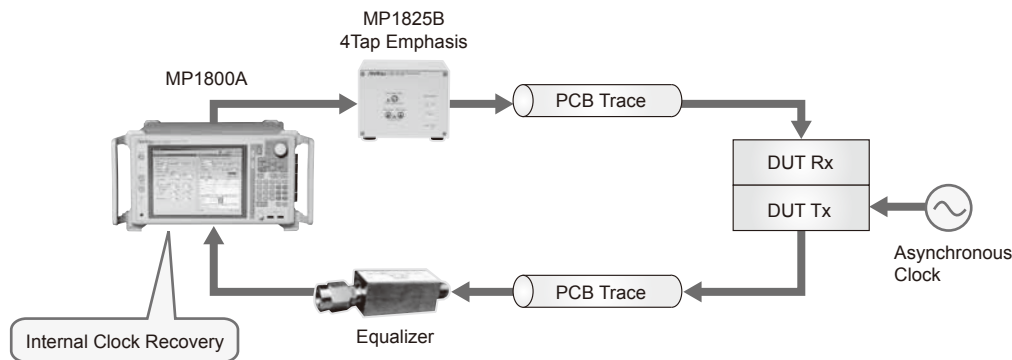 MP1825B
4Tap Emphasis
MP1800A
PCB Trace
DUT Rx
DUT Tx
Asynchronous
Clock
PCB Trace
Equalizer
Internal Clock Recovery